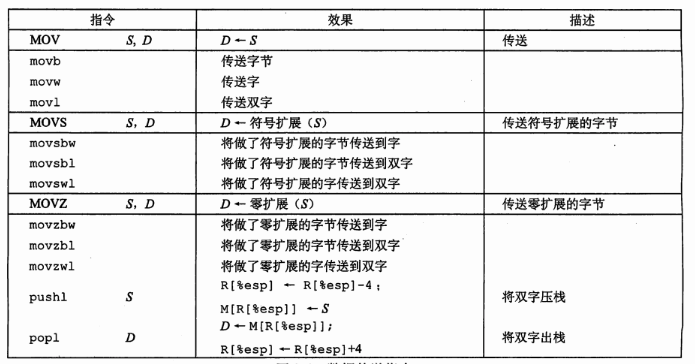 指令 效果 描述
MOV S, D D ← S 传送
movb 传送字节
movw 传送字
movl 传送双字
MOVS S, D D ← 符号扩展（S） 传送符号扩展的字节
movsbw 将做了符号扩展的字节传送到字
movsbl 将做了符号扩展的字节传送到双字
movswl 将做了符号扩展的字传送到双字
MOVZ S, D D ← 零扩展（S） 传送零扩展的字节
movzbw 将做了零扩展的字节传送到字
movzbl 将做了零扩展的字节传送到双字
movzwl 将做了零扩展的字传送到双字
pushl S R[%esp] ← R[%esp]-4； 将双字压栈
M[R[%esp]] ← S
popl D D ← M[R[%esp]]; 将双字出栈
R[%esp] ← R[%esp]+4